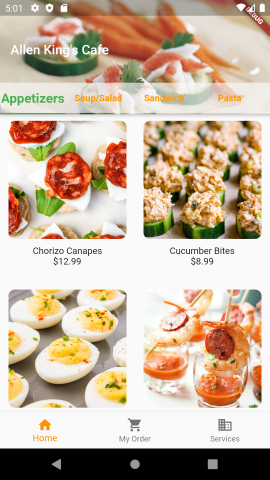 5:01
DEBUG
Allen King's Cafe
Appetizers Soup/Salad Sandwich Pasta
Chorizo Canapes
$12.99
Cucumber Bites
$8.99
Home
My Order
Services